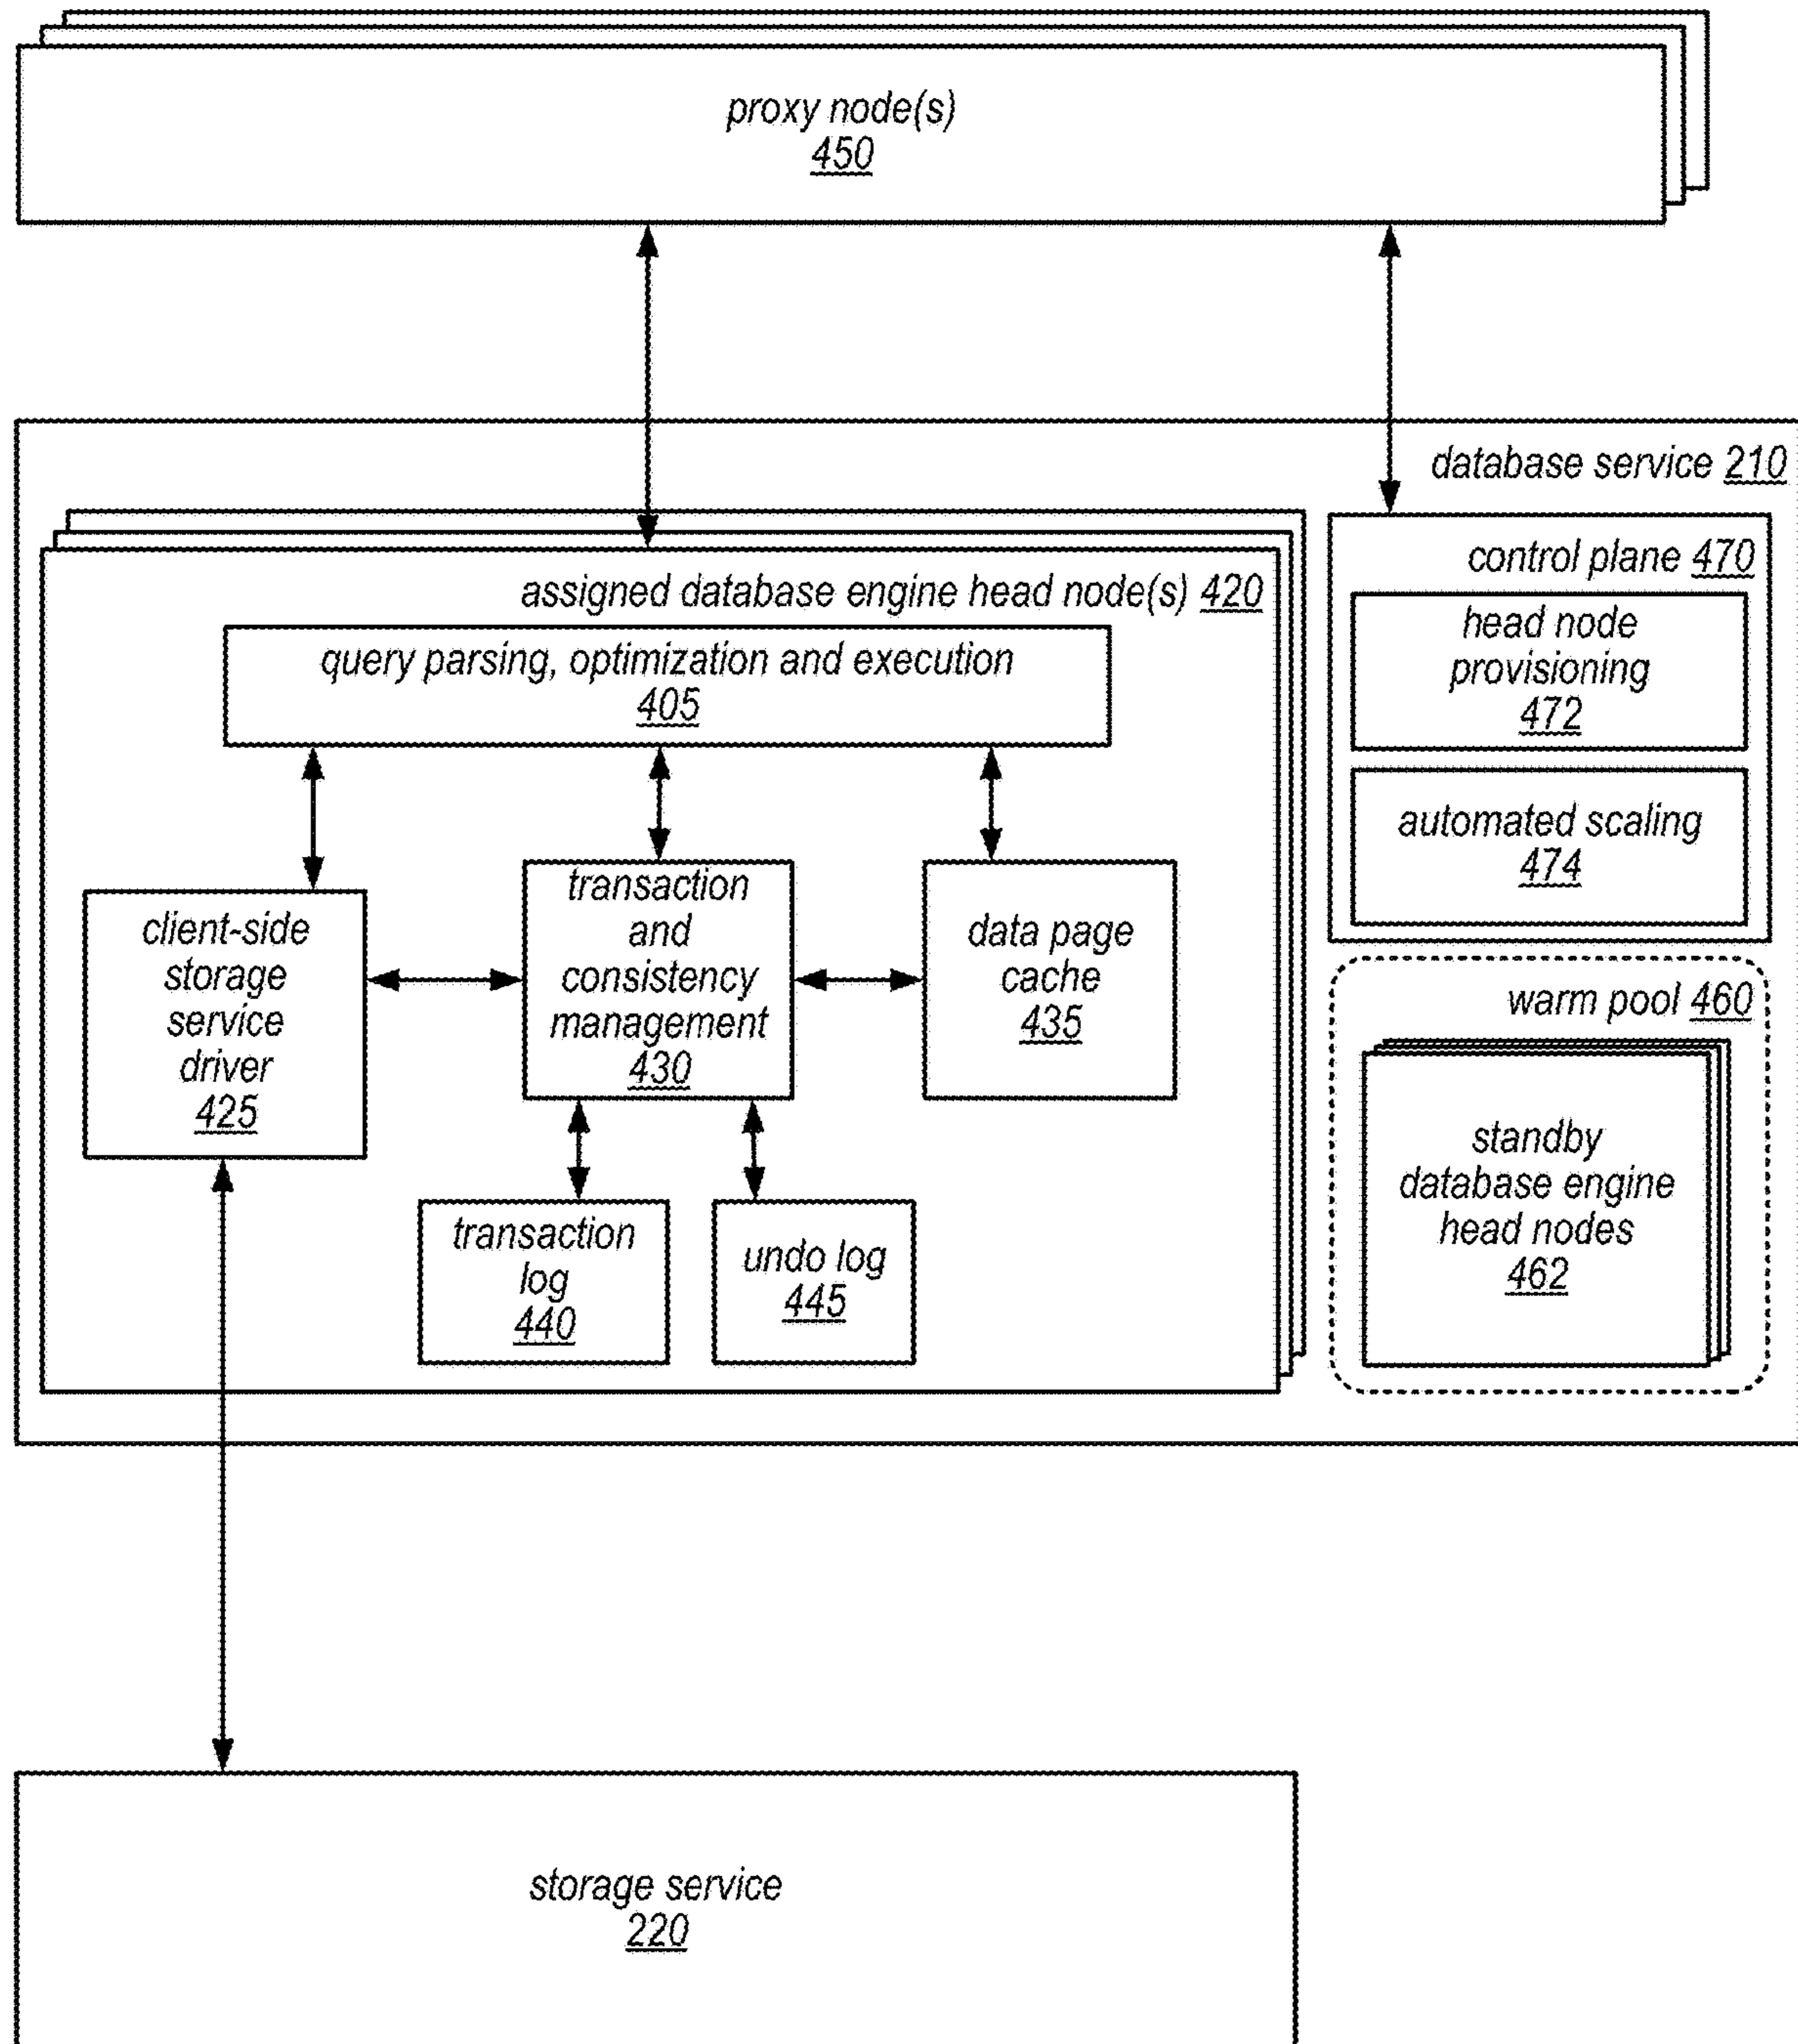 proxy node(s)
450
database service 210
assigned database engine head node(s) 420
query parsing, optimization and execution
405
client-side
storage
service
driver
425
transaction
and
consistency
management
430
data page
cache
435
transaction
log
440
undo log
445
control plane 470
head node
provisioning
472
automated scaling
474
warm pool 460
standby
database engine
head nodes
462
storage service
220